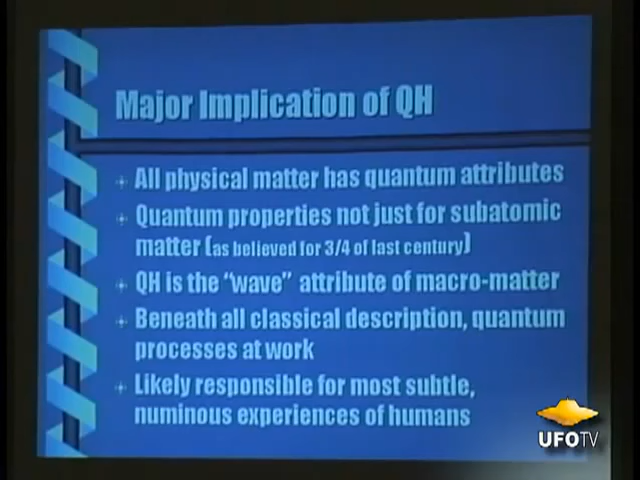 Major Implication of QH
All physical matter has quantum attributes
Quantum properties not just for subatomic
matter (as believed for 3/4 of last century)
QH is the "wave" attribute of macro-matter
Beneath all classical description, quantum
processes at work
Likely responsible for most subtle,
numinous experiences of humans
UFOTV